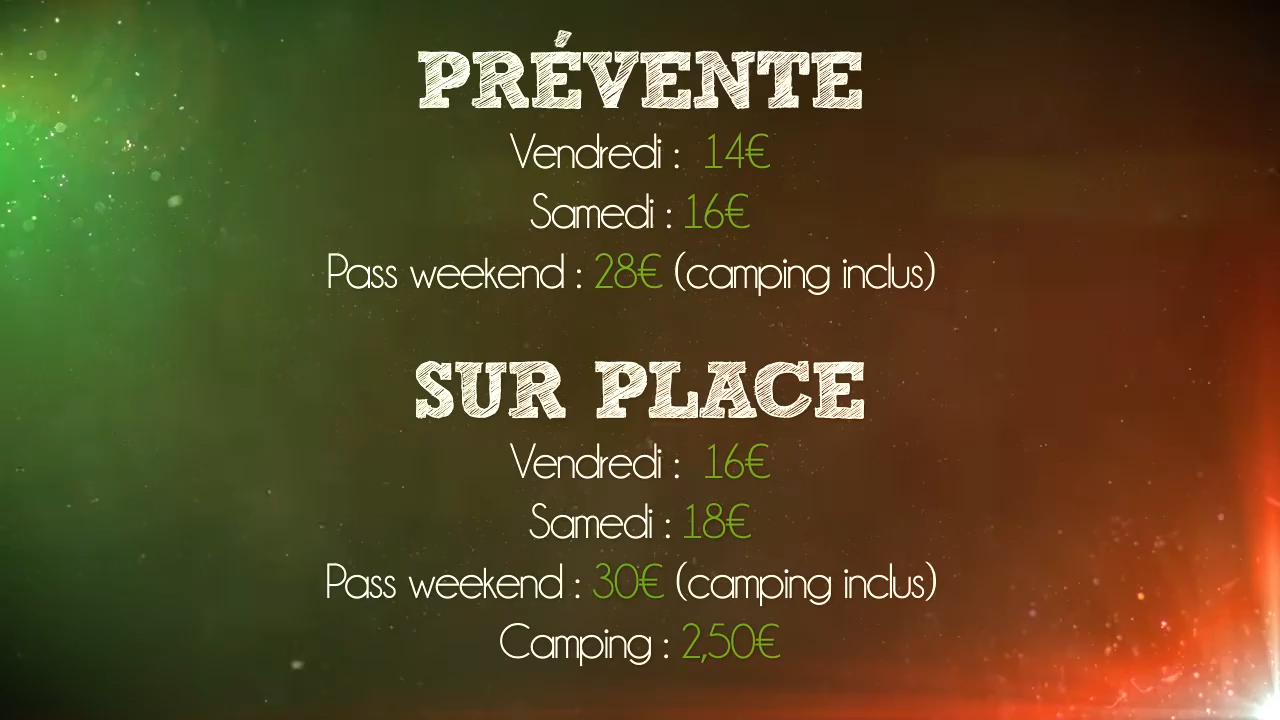 PRÉVENTE
Vendredi : 14€
Samedi : 16€
Pass weekend : 28€ (camping inclus)
SUR PLACE
Vendredi : 16€
Samedi : 18€
Pass weekend : 30€ (camping inclus)
Camping : 2,50€